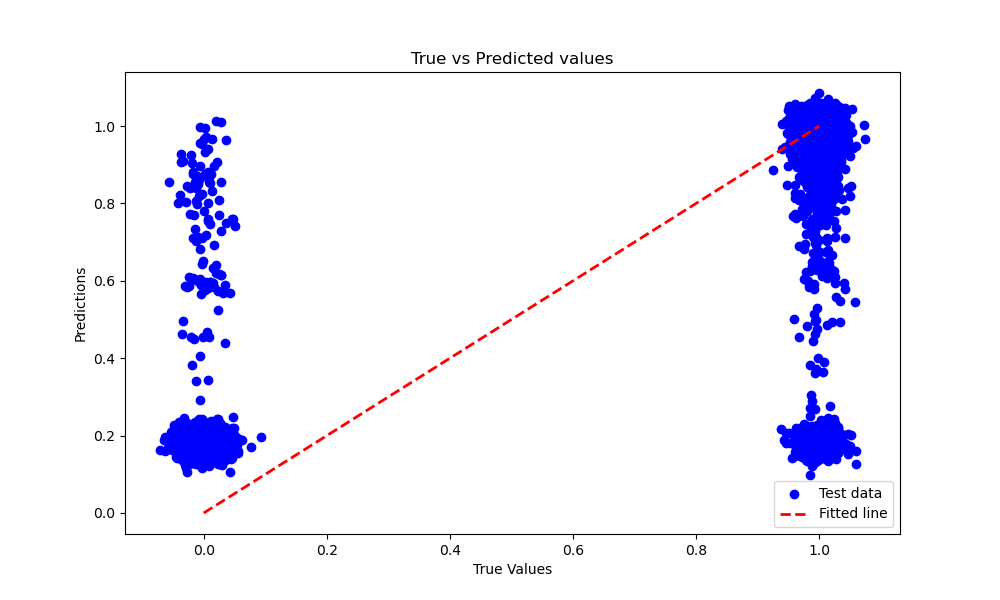 True vs Predicted values
Predictions
1.0
0.8
0.6
0.4
0.2
0.0
Test data
Fitted line
0.0 0.2 0.4 0.6 0.8 1.0
True Values